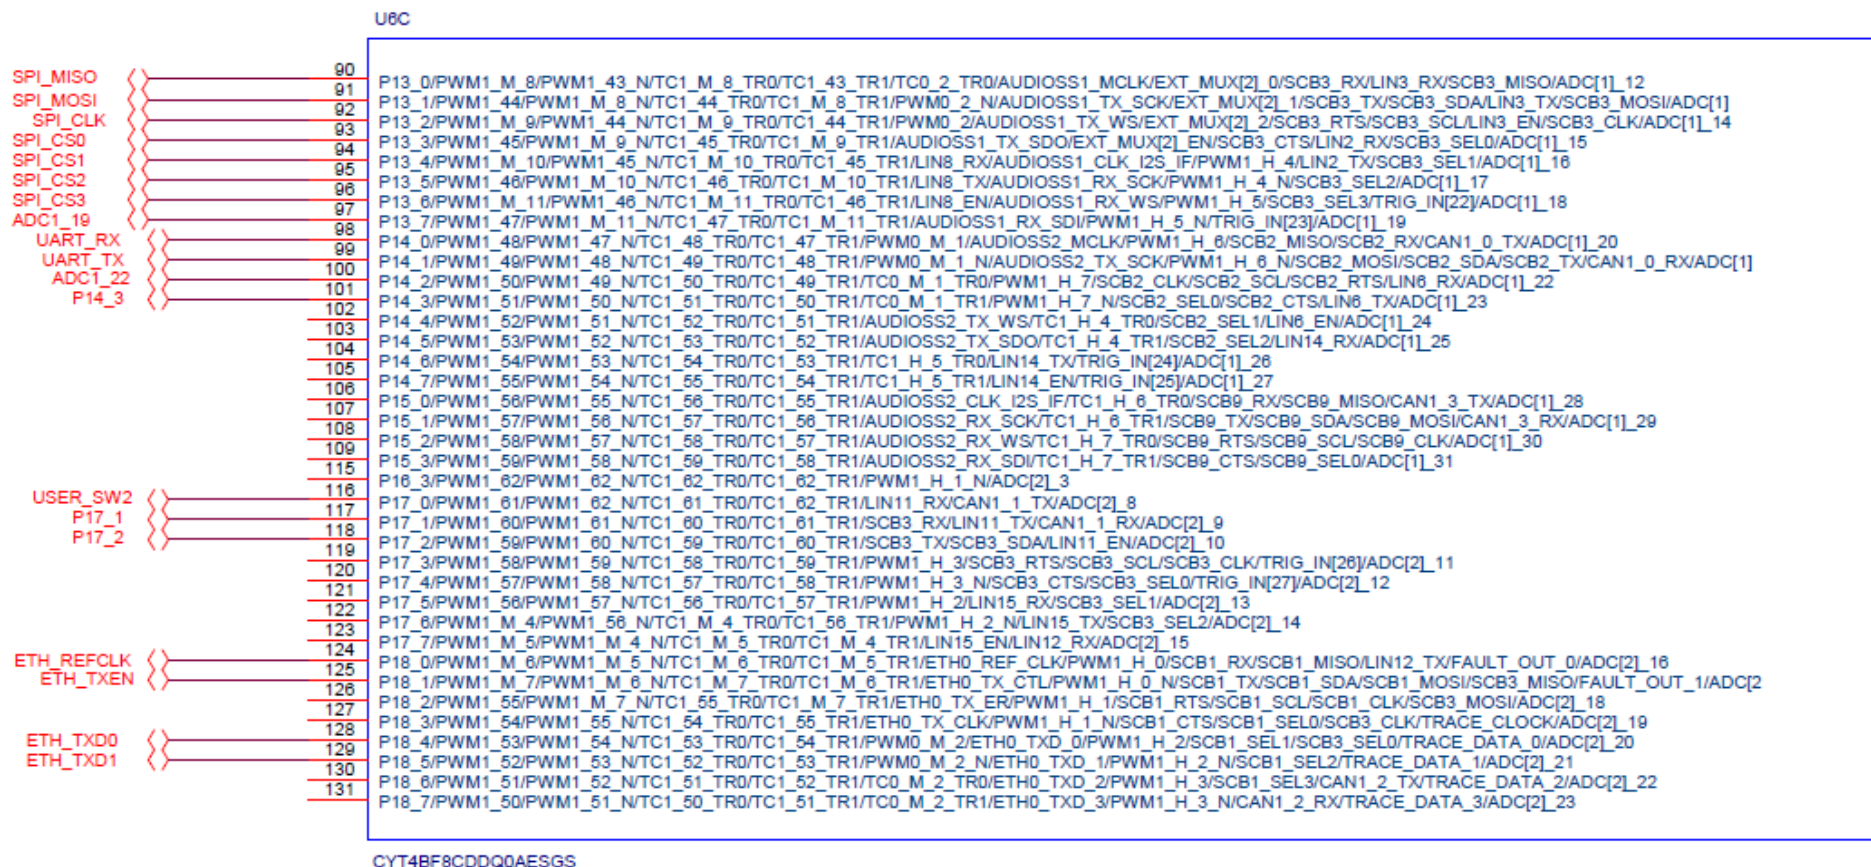 U6C
SPI_MISO 90 P13_0/PWM1_M_8/PWM1_43_N/TC1_M_8_TR0/TC1_43_TR1/TC0_2_TR0/AUDIOSS1_MCLK/EXT_MUX[2]_0/SCB3_RX/LIN3_RX/SCB3_MISO/ADC[1]_12
SPI_MOSI 91 P13_1/PWM1_44/PWM1_M_8_N/TC1_44_TR0/TC1_M_8_TR1/PWM0_2_N/AUDIOSS1_TX_SCK/EXT_MUX[2]_1/SCB3_TX/SCB3_SDA/LIN3_TX/SCB3_MOSI/ADC[1]
SPI_CLK 92 P13_2/PWM1_M_9/PWM1_44_N/TC1_M_9_TR0/TC1_44_TR1/PWM0_2/AUDIOSS1_TX_WS/EXT_MUX[2]_2/SCB3_RTS/SCB3_SCL/LIN3_EN/SCB3_CLK/ADC[1]_14
SPI_CS0 93 P13_3/PWM1_45/PWM1_M_9_N/TC1_45_TR0/TC1_M_9_TR1/AUDIOSS1_TX_SDO/EXT_MUX[2]_EN/SCB3_CTS/LIN2_RX/SCB3_SEL0/ADC[1]_15
SPI_CS1 94 P13_4/PWM1_M_10/PWM1_45_N/TC1_M_10_TR0/TC1_45_TR1/LIN8_RX/AUDIOSS1_CLK_I2S_IF/PWM1_H_4/LIN2_TX/SCB3_SEL1/ADC[1]_16
SPI_CS2 95 P13_5/PWM1_46/PWM1_M_10_N/TC1_46_TR0/TC1_M_10_TR1/LIN8_TX/AUDIOSS1_RX_SCK/PWM1_H_4_N/SCB3_SEL2/ADC[1]_17
SPI_CS3 96 P13_6/PWM1_M_11/PWM1_46_N/TC1_M_11_TR0/TC1_46_TR1/LIN8_EN/AUDIOSS1_RX_WS/PWM1_H_5/SCB3_SEL3/TRIG_IN[22]/ADC[1]_18
ADC1_19 97 P13_7/PWM1_47/PWM1_M_11_N/TC1_47_TR0/TC1_M_11_TR1/AUDIOSS1_RX_SDI/PWM1_H_5_N/TRIG_IN[23]/ADC[1]_19
UART_RX 98 P14_0/PWM1_48/PWM1_47_N/TC1_48_TR0/TC1_47_TR1/PWM0_M_1/AUDIOSS2_MCLK/PWM1_H_6/SCB2_MISO/SCB2_RX/CAN1_0_TX/ADC[1]_20
UART_TX 99 P14_1/PWM1_49/PWM1_48_N/TC1_49_TR0/TC1_48_TR1/PWM0_M_1_N/AUDIOSS2_TX_SCK/PWM1_H_6_N/SCB2_MOSI/SCB2_SDA/SCB2_TX/CAN1_0_RX/ADC[1]
ADC1_22 100 P14_2/PWM1_50/PWM1_49_N/TC1_50_TR0/TC1_49_TR1/TC0_M_1_TR0/PWM1_H_7/SCB2_CLK/SCB2_SCL/SCB2_RTS/LIN6_RX/ADC[1]_22
P14_3 101 P14_3/PWM1_51/PWM1_50_N/TC1_51_TR0/TC1_50_TR1/TC0_M_1_TR1/PWM1_H_7_N/SCB2_SEL0/SCB2_CTS/LIN6_TX/ADC[1]_23
102 P14_4/PWM1_52/PWM1_51_N/TC1_52_TR0/TC1_51_TR1/AUDIOSS2_TX_WS/TC1_H_4_TR0/SCB2_SEL1/LIN6_EN/ADC[1]_24
103 P14_5/PWM1_53/PWM1_52_N/TC1_53_TR0/TC1_52_TR1/AUDIOSS2_TX_SDO/TC1_H_4_TR1/SCB2_SEL2/LIN14_RX/ADC[1]_25
104 P14_6/PWM1_54/PWM1_53_N/TC1_54_TR0/TC1_53_TR1/TC1_H_5_TR0/LIN14_TX/TRIG_IN[24]/ADC[1]_26
105 P14_7/PWM1_55/PWM1_54_N/TC1_55_TR0/TC1_54_TR1/TC1_H_5_TR1/LIN14_EN/TRIG_IN[25]/ADC[1]_27
106 P15_0/PWM1_56/PWM1_55_N/TC1_56_TR0/TC1_55_TR1/AUDIOSS2_CLK_I2S_IF/TC1_H_6_TR0/SCB9_RX/SCB9_MISO/CAN1_3_TX/ADC[1]_28
107 P15_1/PWM1_57/PWM1_56_N/TC1_57_TR0/TC1_56_TR1/AUDIOSS2_RX_SCK/TC1_H_6_TR1/SCB9_TX/SCB9_SDA/SCB9_MOSI/CAN1_3_RX/ADC[1]_29
108 P15_2/PWM1_58/PWM1_57_N/TC1_58_TR0/TC1_57_TR1/AUDIOSS2_RX_WS/TC1_H_7_TR0/SCB9_RTS/SCB9_SCL/SCB9_CLK/ADC[1]_30
109 P15_3/PWM1_59/PWM1_58_N/TC1_59_TR0/TC1_58_TR1/AUDIOSS2_RX_SDI/TC1_H_7_TR1/SCB9_CTS/SCB9_SEL0/ADC[1]_31
115 P16_3/PWM1_62/PWM1_62_N/TC1_62_TR0/TC1_62_TR1/PWM1_H_1_N/ADC[2]_3
USER_SW2 116 P17_0/PWM1_61/PWM1_62_N/TC1_61_TR0/TC1_62_TR1/LIN11_RX/CAN1_1_TX/ADC[2]_8
P17_1 117 P17_1/PWM1_60/PWM1_61_N/TC1_60_TR0/TC1_61_TR1/SCB3_RX/LIN11_TX/CAN1_1_RX/ADC[2]_9
P17_2 118 P17_2/PWM1_59/PWM1_60_N/TC1_59_TR0/TC1_60_TR1/SCB3_TX/SCB3_SDA/LIN11_EN/ADC[2]_10
119 P17_3/PWM1_58/PWM1_59_N/TC1_58_TR0/TC1_59_TR1/PWM1_H_3/SCB3_RTS/SCB3_SCL/SCB3_CLK/TRIG_IN[26]/ADC[2]_11
120 P17_4/PWM1_57/PWM1_58_N/TC1_57_TR0/TC1_58_TR1/PWM1_H_3_N/SCB3_CTS/SCB3_SEL0/TRIG_IN[27]/ADC[2]_12
121 P17_5/PWM1_56/PWM1_57_N/TC1_56_TR0/TC1_57_TR1/PWM1_H_2/LIN15_RX/SCB3_SEL1/ADC[2]_13
122 P17_6/PWM1_M_4/PWM1_56_N/TC1_M_4_TR0/TC1_56_TR1/PWM1_H_2_N/LIN15_TX/SCB3_SEL2/ADC[2]_14
123 P17_7/PWM1_M_5/PWM1_M_4_N/TC1_M_5_TR0/TC1_M_4_TR1/LIN15_EN/LIN12_RX/ADC[2]_15
ETH_REFCLK 124 P18_0/PWM1_M_6/PWM1_M_5_N/TC1_M_6_TR0/TC1_M_5_TR1/ETH0_REF_CLK/PWM1_H_0/SCB1_RX/SCB1_MISO/LIN12_TX/FAULT_OUT_0/ADC[2]_16
ETH_TXEN 125 P18_1/PWM1_M_7/PWM1_M_6_N/TC1_M_7_TR0/TC1_M_6_TR1/ETH0_TX_CTL/PWM1_H_0_N/SCB1_TX/SCB1_SDA/SCB1_MOSI/SCB3_MISO/FAULT_OUT_1/ADC[2
126 P18_2/PWM1_55/PWM1_M_7_N/TC1_55_TR0/TC1_M_7_TR1/ETH0_TX_ER/PWM1_H_1/SCB1_RTS/SCB1_SCL/SCB1_CLK/SCB3_MOSI/ADC[2]_18
127 P18_3/PWM1_54/PWM1_55_N/TC1_54_TR0/TC1_55_TR1/ETH0_TX_CLK/PWM1_H_1_N/SCB1_CTS/SCB1_SEL0/SCB3_CLK/TRACE_CLOCK/ADC[2]_19
ETH_TXD0 128 P18_4/PWM1_53/PWM1_54_N/TC1_53_TR0/TC1_54_TR1/PWM0_M_2/ETH0_TXD_0/PWM1_H_2/SCB1_SEL1/SCB3_SEL0/TRACE_DATA_0/ADC[2]_20
ETH_TXD1 129 P18_5/PWM1_52/PWM1_53_N/TC1_52_TR0/TC1_53_TR1/PWM0_M_2_N/ETH0_TXD_1/PWM1_H_2_N/SCB1_SEL2/TRACE_DATA_1/ADC[2]_21
130 P18_6/PWM1_51/PWM1_52_N/TC1_51_TR0/TC1_52_TR1/TC0_M_2_TR0/ETH0_TXD_2/PWM1_H_3/SCB1_SEL3/CAN1_2_TX/TRACE_DATA_2/ADC[2]_22
131 P18_7/PWM1_50/PWM1_51_N/TC1_50_TR0/TC1_51_TR1/TC0_M_2_TR1/ETH0_TXD_3/PWM1_H_3_N/CAN1_2_RX/TRACE_DATA_3/ADC[2]_23
CYT4BF8CDDQ0AESGS